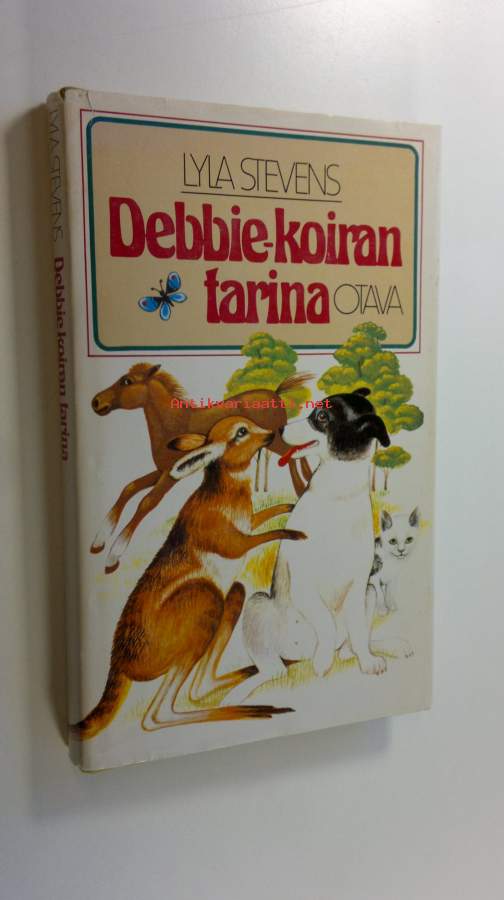 LYLA STEVENS
Debbie-koiran
tarina OTAVA
LYLA STEVENS Debbie-koiran tarina
Antikvariaatti.net